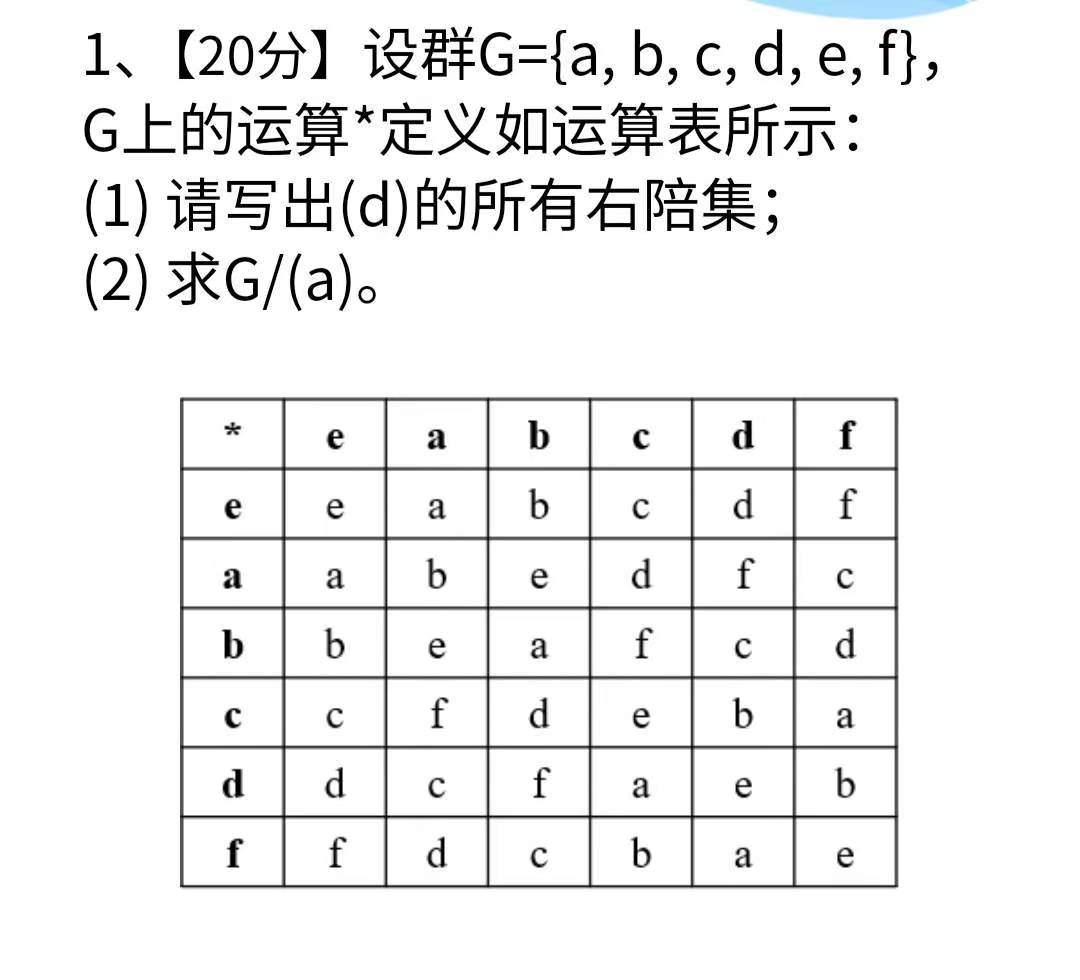 1、【20分】设群G={a, b, c, d, e, f}，
G上的运算*定义如运算表所示：
(1) 请写出(d)的所有右陪集；
(2) 求G/(a)。
* e a b c d f
e e a b c d f
a a b e d f c
b b e a f c d
c c f d e b a
d d c f a e b
f f d c b a e